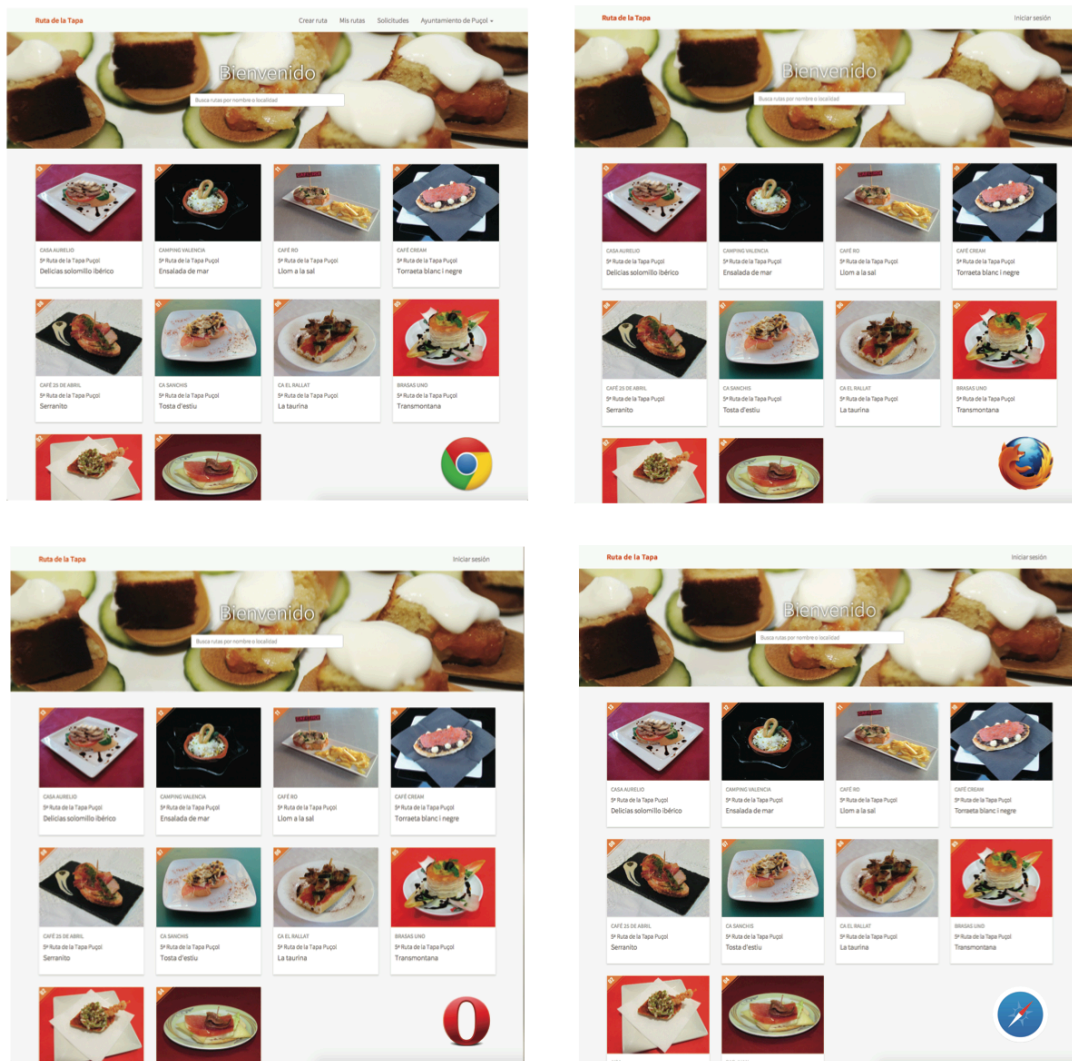 Ruta de la Tapa Crear ruta Mis rutas Solicitudes Ayuntamiento de Puçol
Bienvenido
Busca rutas por nombre o localidad
CASA AURELIO CAMPING VALENCIA CAFÉ RO CAFÉ CREAM
5ª Ruta de la Tapa Puçol 5ª Ruta de la Tapa Puçol 5ª Ruta de la Tapa Puçol 5ª Ruta de la Tapa Puçol
Delicias solomillo ibérico Ensalada de mar Llom a la sal Torraeta blanc i negre
CAFÉ 25 DE ABRIL CA SANCHIS CA EL RALLAT BRASAS UNO
5ª Ruta de la Tapa Puçol 5ª Ruta de la Tapa Puçol 5ª Ruta de la Tapa Puçol 5ª Ruta de la Tapa Puçol
Serranito Tosta d'estiu La taurina Transmontana
Ruta de la Tapa Iniciar sesión
Bienvenido
Busca rutas por nombre o localidad
CASA AURELIO CAMPING VALENCIA CAFÉ RO CAFÉ CREAM
5ª Ruta de la Tapa Puçol 5ª Ruta de la Tapa Puçol 5ª Ruta de la Tapa Puçol 5ª Ruta de la Tapa Puçol
Delicias solomillo ibérico Ensalada de mar Llom a la sal Torraeta blanc i negre
CAFÉ 25 DE ABRIL CA SANCHIS CA EL RALLAT BRASAS UNO
5ª Ruta de la Tapa Puçol 5ª Ruta de la Tapa Puçol 5ª Ruta de la Tapa Puçol 5ª Ruta de la Tapa Puçol
Serranito Tosta d'estiu La taurina Transmontana
Ruta de la Tapa Iniciar sesión
Bienvenido
Busca rutas por nombre o localidad
CASA AURELIO CAMPING VALENCIA CAFÉ RO CAFÉ CREAM
5ª Ruta de la Tapa Puçol 5ª Ruta de la Tapa Puçol 5ª Ruta de la Tapa Puçol 5ª Ruta de la Tapa Puçol
Delicias solomillo ibérico Ensalada de mar Llom a la sal Torraeta blanc i negre
CAFÉ 25 DE ABRIL CA SANCHIS CA EL RALLAT BRASAS UNO
5ª Ruta de la Tapa Puçol 5ª Ruta de la Tapa Puçol 5ª Ruta de la Tapa Puçol 5ª Ruta de la Tapa Puçol
Serranito Tosta d'estiu La taurina Transmontana
Ruta de la Tapa Iniciar sesión
Bienvenido
Busca rutas por nombre o localidad
CASA AURELIO CAMPING VALENCIA CAFÉ RO CAFÉ CREAM
5ª Ruta de la Tapa Puçol 5ª Ruta de la Tapa Puçol 5ª Ruta de la Tapa Puçol 5ª Ruta de la Tapa Puçol
Delicias solomillo ibérico Ensalada de mar Llom a la sal Torraeta blanc i negre
CAFÉ 25 DE ABRIL CA SANCHIS CA EL RALLAT BRASAS UNO
5ª Ruta de la Tapa Puçol 5ª Ruta de la Tapa Puçol 5ª Ruta de la Tapa Puçol 5ª Ruta de la Tapa Puçol
Serranito Tosta d'estiu La taurina Transmontana